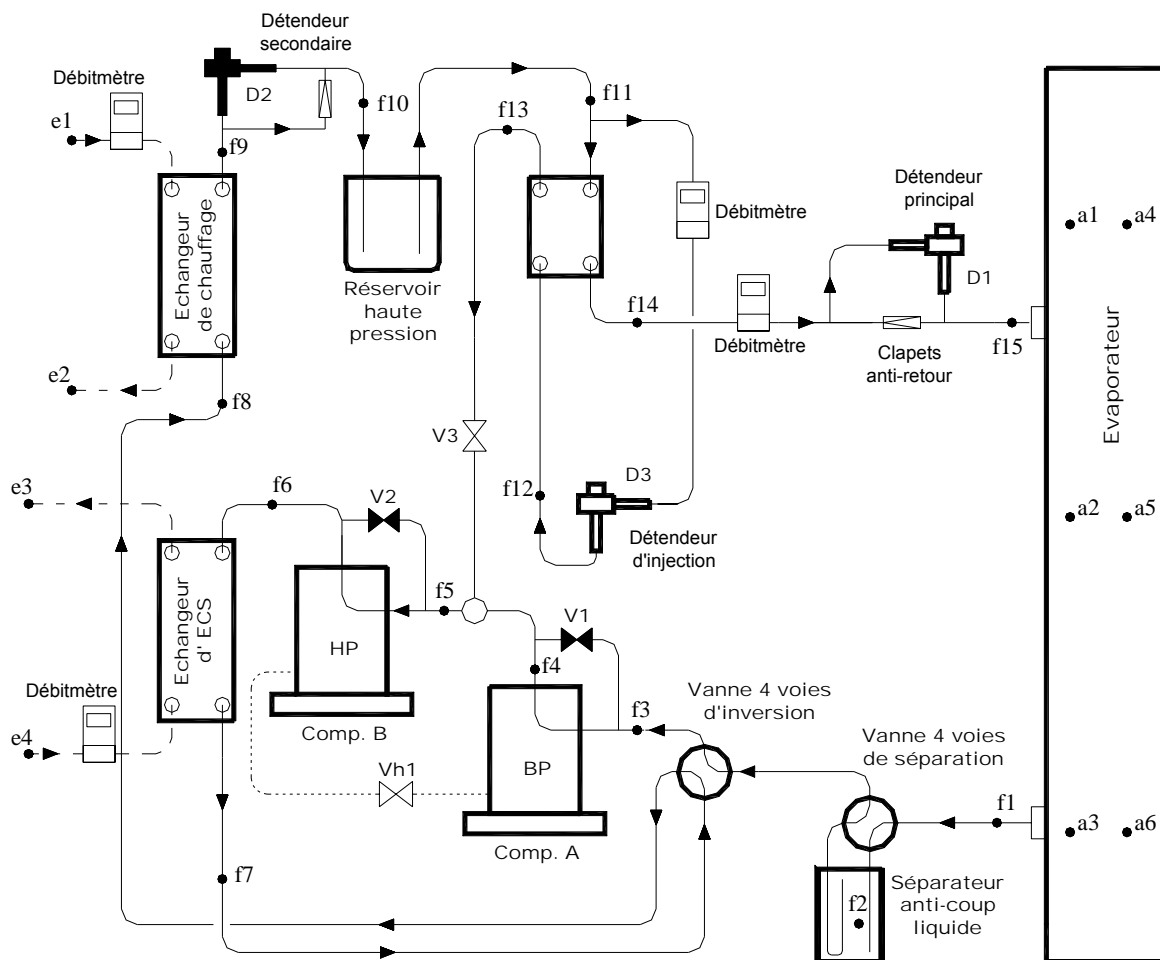 Détendeur
secondaire
Débitmètre
D2
e1
f9
f10
f13
f11
Echangeur
de chauffage
Réservoir
haute
pression
Débitmètre
Détendeur
principal
D1
a1
a4
f14
Débitmètre
Clapets
anti-retour
f15
Evaporateur
e2
f8
V3
e3
f6
V2
f12
D3
Détendeur
d'injection
a2
a5
Echangeur
d' ECS
HP
f5
V1
f4
Débitmètre
e4
Comp. B
Vh1
BP
Comp. A
f3
Vanne 4 voies
d'inversion
Vanne 4 voies
de séparation
f1
a3
a6
f7
f2
Séparateur
anti-coup
liquide